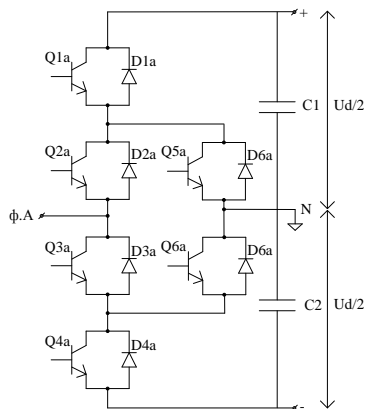 +
Q1a D1a
C1 Ud/2
Q2a D2a Q5a D6a
ф.A N
Q3a D3a Q6a D6a
C2 Ud/2
Q4a D4a
-